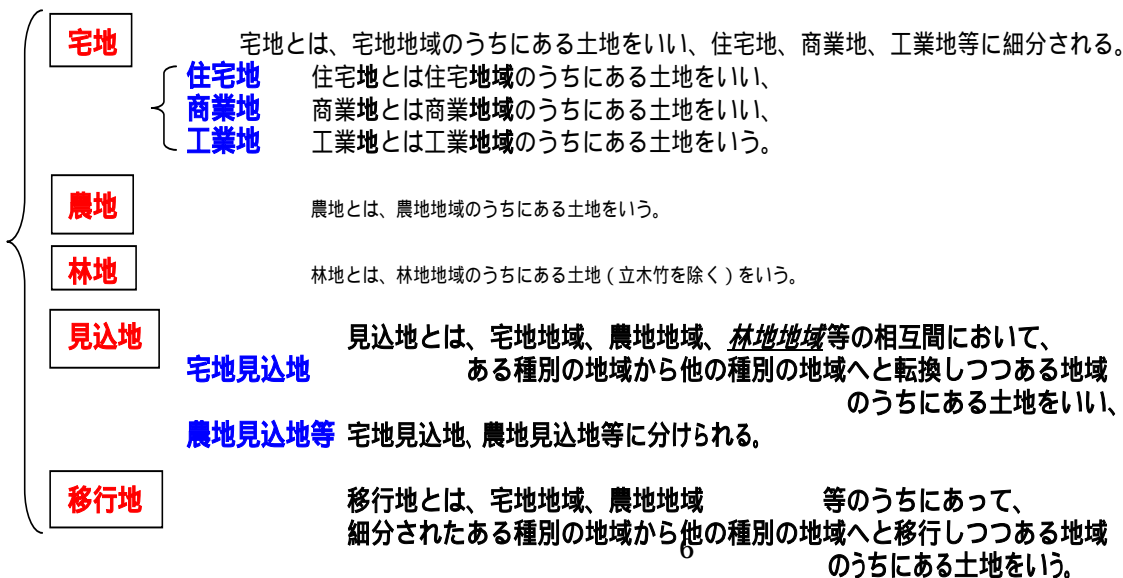 宅地
宅地とは、宅地地域のうちにある土地をいい、住宅地、商業地、工業地等に細分される。
住宅地 住宅地とは住宅地域のうちにある土地をいい、
商業地 商業地とは商業地域のうちにある土地をいい、
工業地 工業地とは工業地域のうちにある土地をいう。
農地 農地とは、農地地域のうちにある土地をいう。
林地 林地とは、林地地域のうちにある土地(立木竹を除く)をいう。
見込地 見込地とは、宅地地域、農地地域、林地地域等の相互間において、
宅地見込地 ある種別の地域から他の種別の地域へと転換しつつある地域
のうちにある土地をいい、
農地見込地等 宅地見込地、農地見込地等に分けられる。
移行地 移行地とは、宅地地域、農地地域 等のうちにあって、
細分されたある種別の地域から他の種別の地域へと移行しつつある地域
6
のうちにある土地をいう。